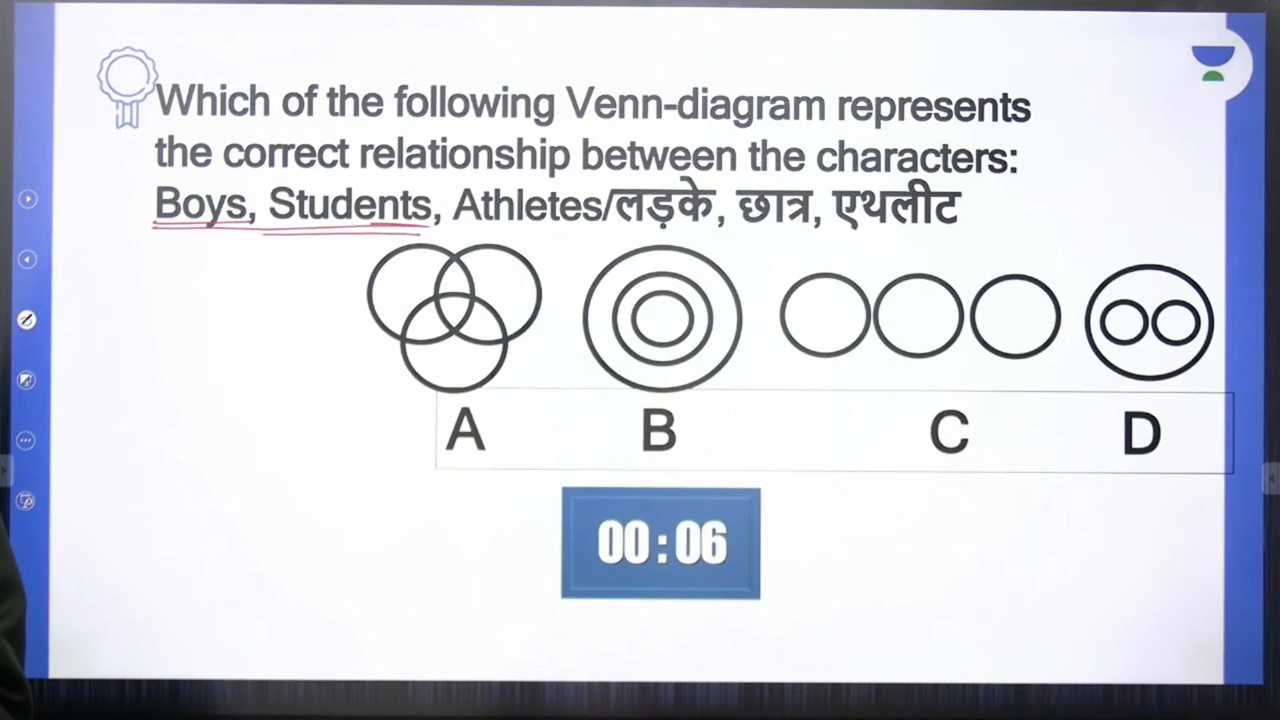 Which of the following Venn-diagram represents
the correct relationship between the characters:
Boys, Students, Athletes/लड़के, छात्र, एथलीट
A B C D
00:06